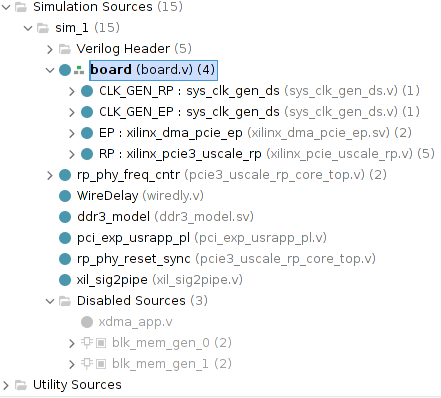 Simulation Sources (15)
sim_1 (15)
Verilog Header (5)
board (board.v) (4)
CLK_GEN_RP : sys_clk_gen_ds (sys_clk_gen_ds.v) (1)
CLK_GEN_EP : sys_clk_gen_ds (sys_clk_gen_ds.v) (1)
EP : xilinx_dma_pcie_ep (xilinx_dma_pcie_ep.sv) (2)
RP : xilinx_pcie3_uscale_rp (xilinx_pcie_uscale_rp.v) (5)
rp_phy_freq_cntr (pcie3_uscale_rp_core_top.v) (2)
WireDelay (wiredly.v)
ddr3_model (ddr3_model.sv)
pci_exp_usrapp_pl (pci_exp_usrapp_pl.v)
rp_phy_reset_sync (pcie3_uscale_rp_core_top.v)
xil_sig2pipe (xil_sig2pipe.v)
Disabled Sources (3)
xdma_app.v
blk_mem_gen_0 (2)
blk_mem_gen_1 (2)
Utility Sources